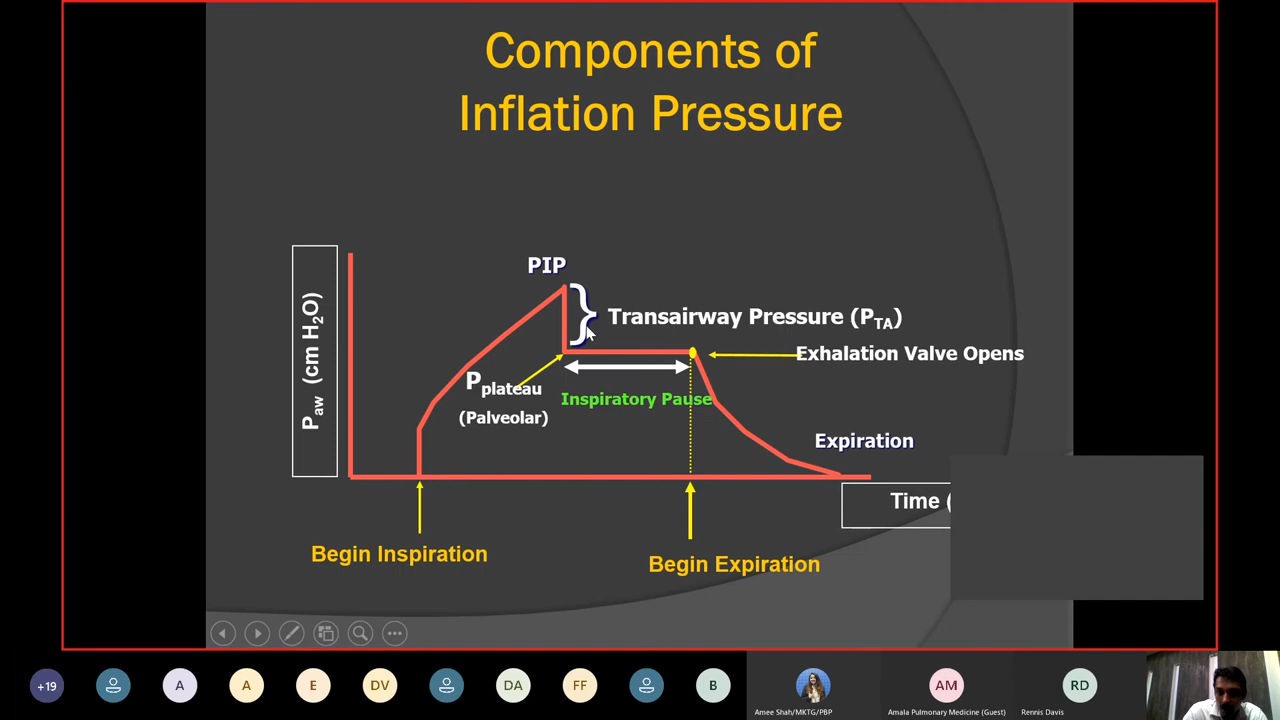 Components of
Inflation Pressure
PIP
Transairway Pressure (PTA)
Exhalation Valve Opens
Paw (cm H2O)
Pplateau
(Palveolar)
Inspiratory Pause
Expiration
Time (
Begin Inspiration
Begin Expiration
+19
A
A
E
DV
DA
FF
B
AM
RD
Amee Shah/MKTG/PBP
Amala Pulmonary Medicine (Guest)
Rennis Davis